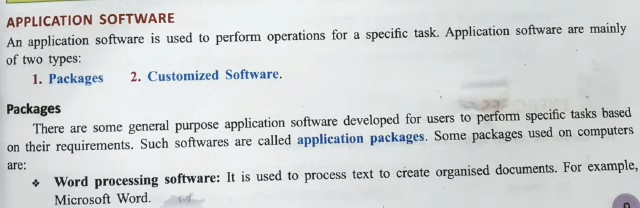 APPLICATION SOFTWARE
An application software is used to perform operations for a specific task. Application software are mainly
of two types:
1. Packages 2. Customized Software.
Packages
There are some general purpose application software developed for users to perform specific tasks based
on their requirements. Such softwares are called application packages. Some packages used on computers
are:
❖ Word processing software: It is used to process text to create organised documents. For example,
Microsoft Word.